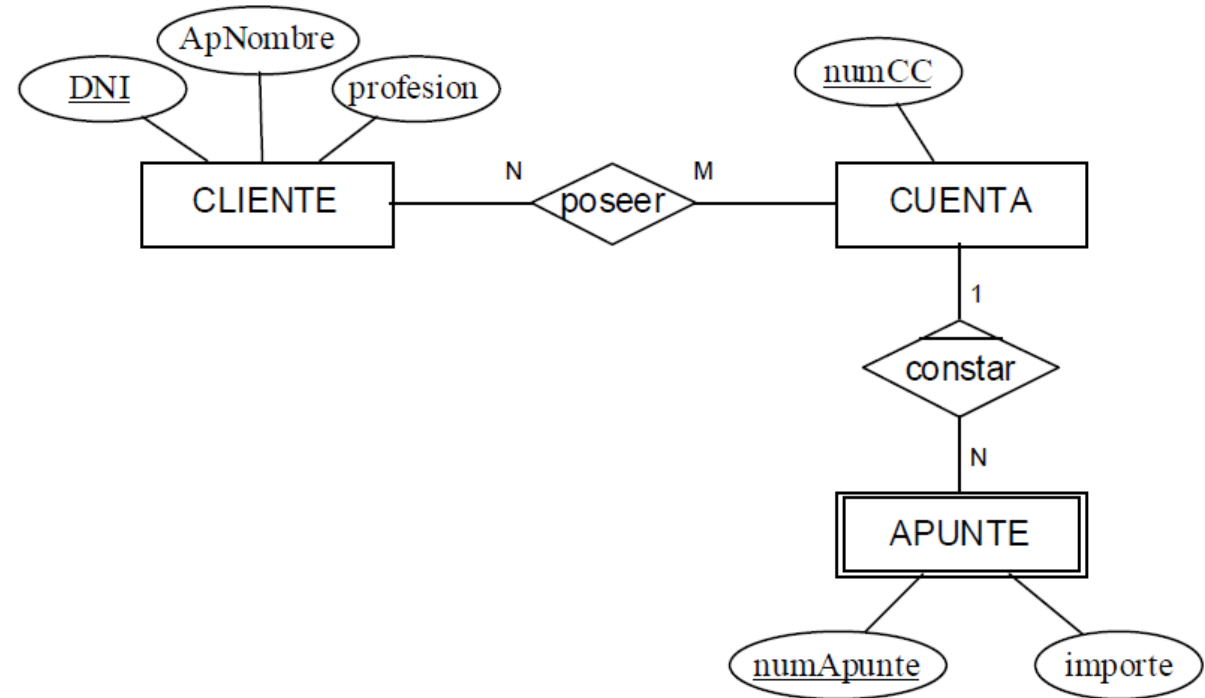 ApNombre
DNI
profesion
numCC
CLIENTE
N
poseer
M
CUENTA
1
constar
N
APUNTE
numApunte
importe